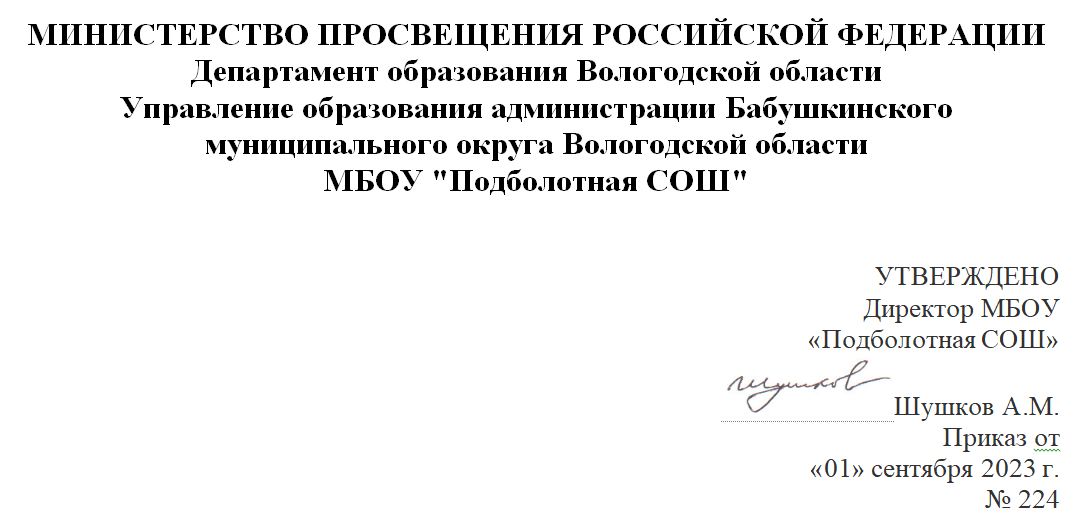 МИНИСТЕРСТВО ПРОСВЕЩЕНИЯ РОССИЙСКОЙ ФЕДЕРАЦИИ
Департамент образования Вологодской области
Управление образования администрации Бабушкинского
муниципального округа Вологодской области
МБОУ "Подболотная СОШ"
УТВЕРЖДЕНО
Директор МБОУ
«Подболотная СОШ»
Шушков
Шушков А.М.
Приказ от
«01» сентября 2023 г.
№ 224